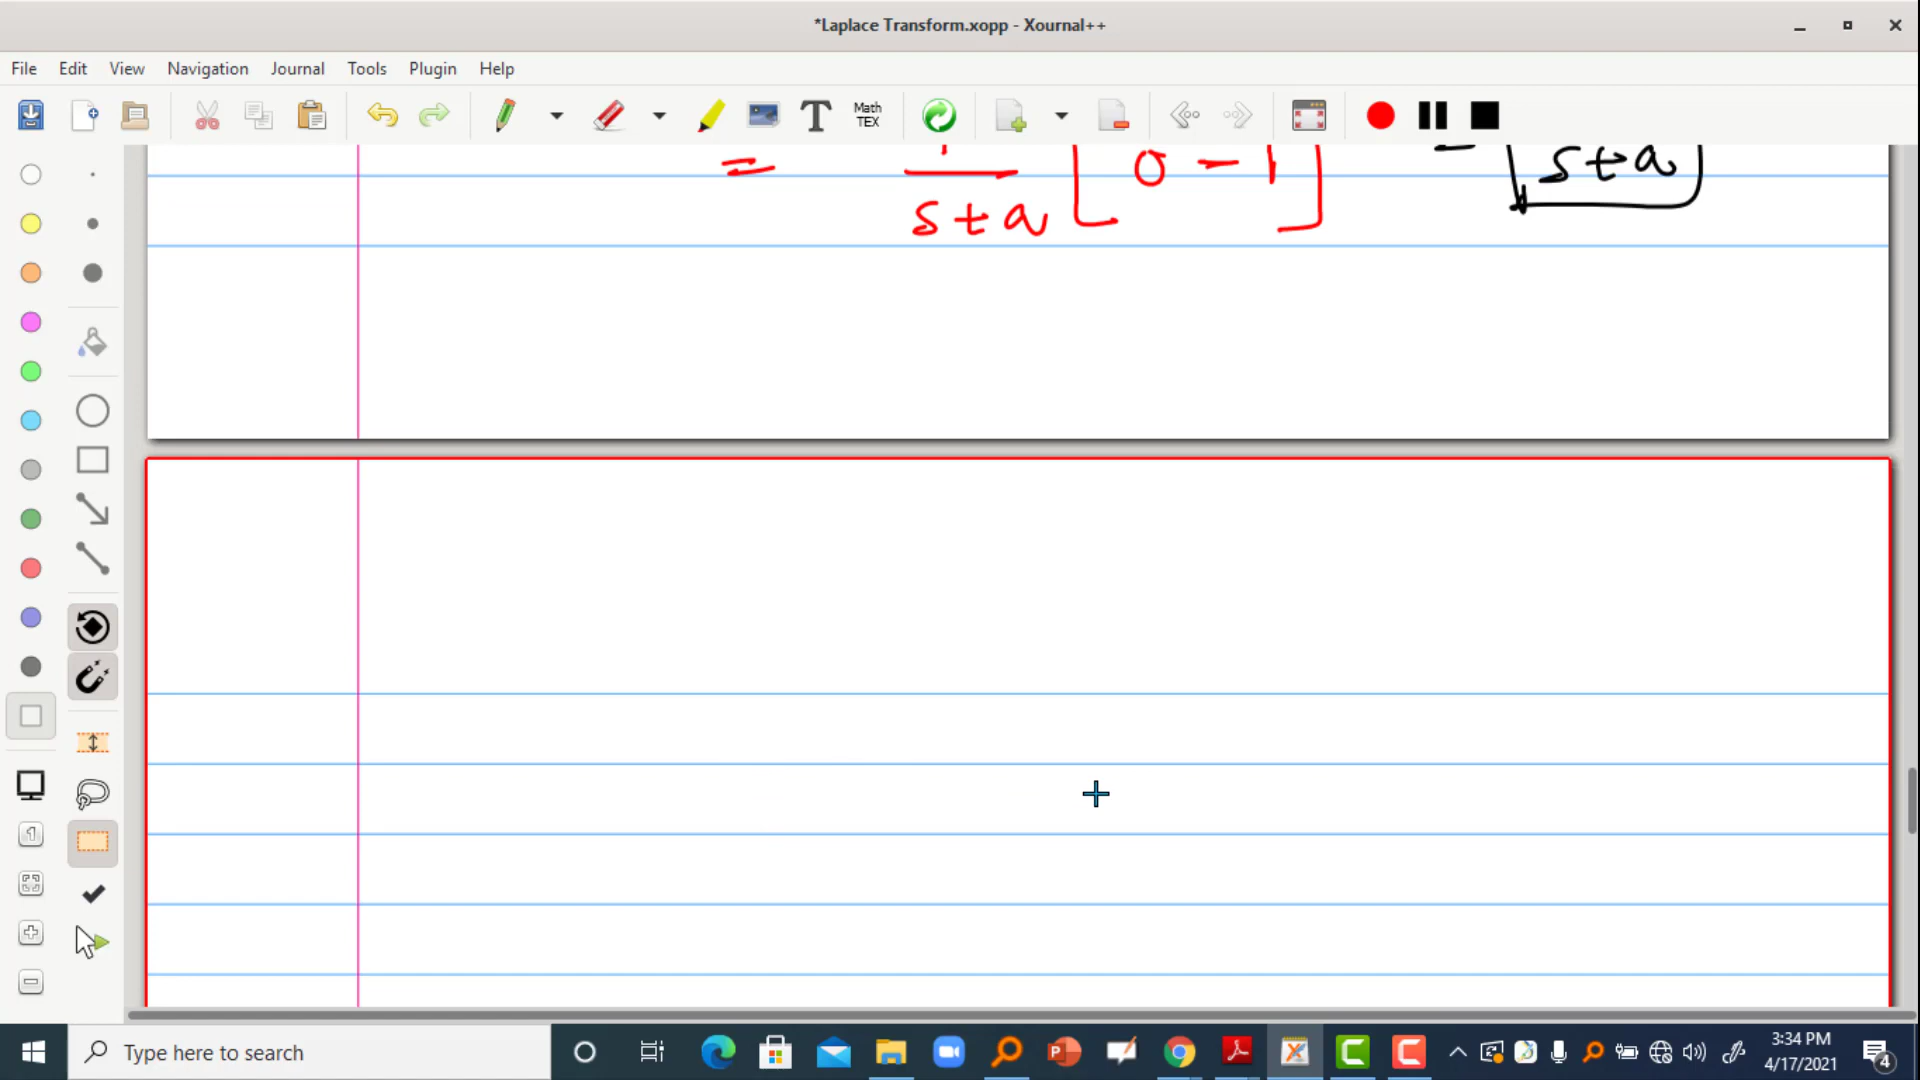 *Laplace Transform.xopp - Xournal++
File Edit View Navigation Journal Tools Plugin Help
T Math TEX
= s+a [0-1] = s+a
Type here to search
3:34 PM
4/17/2021
4